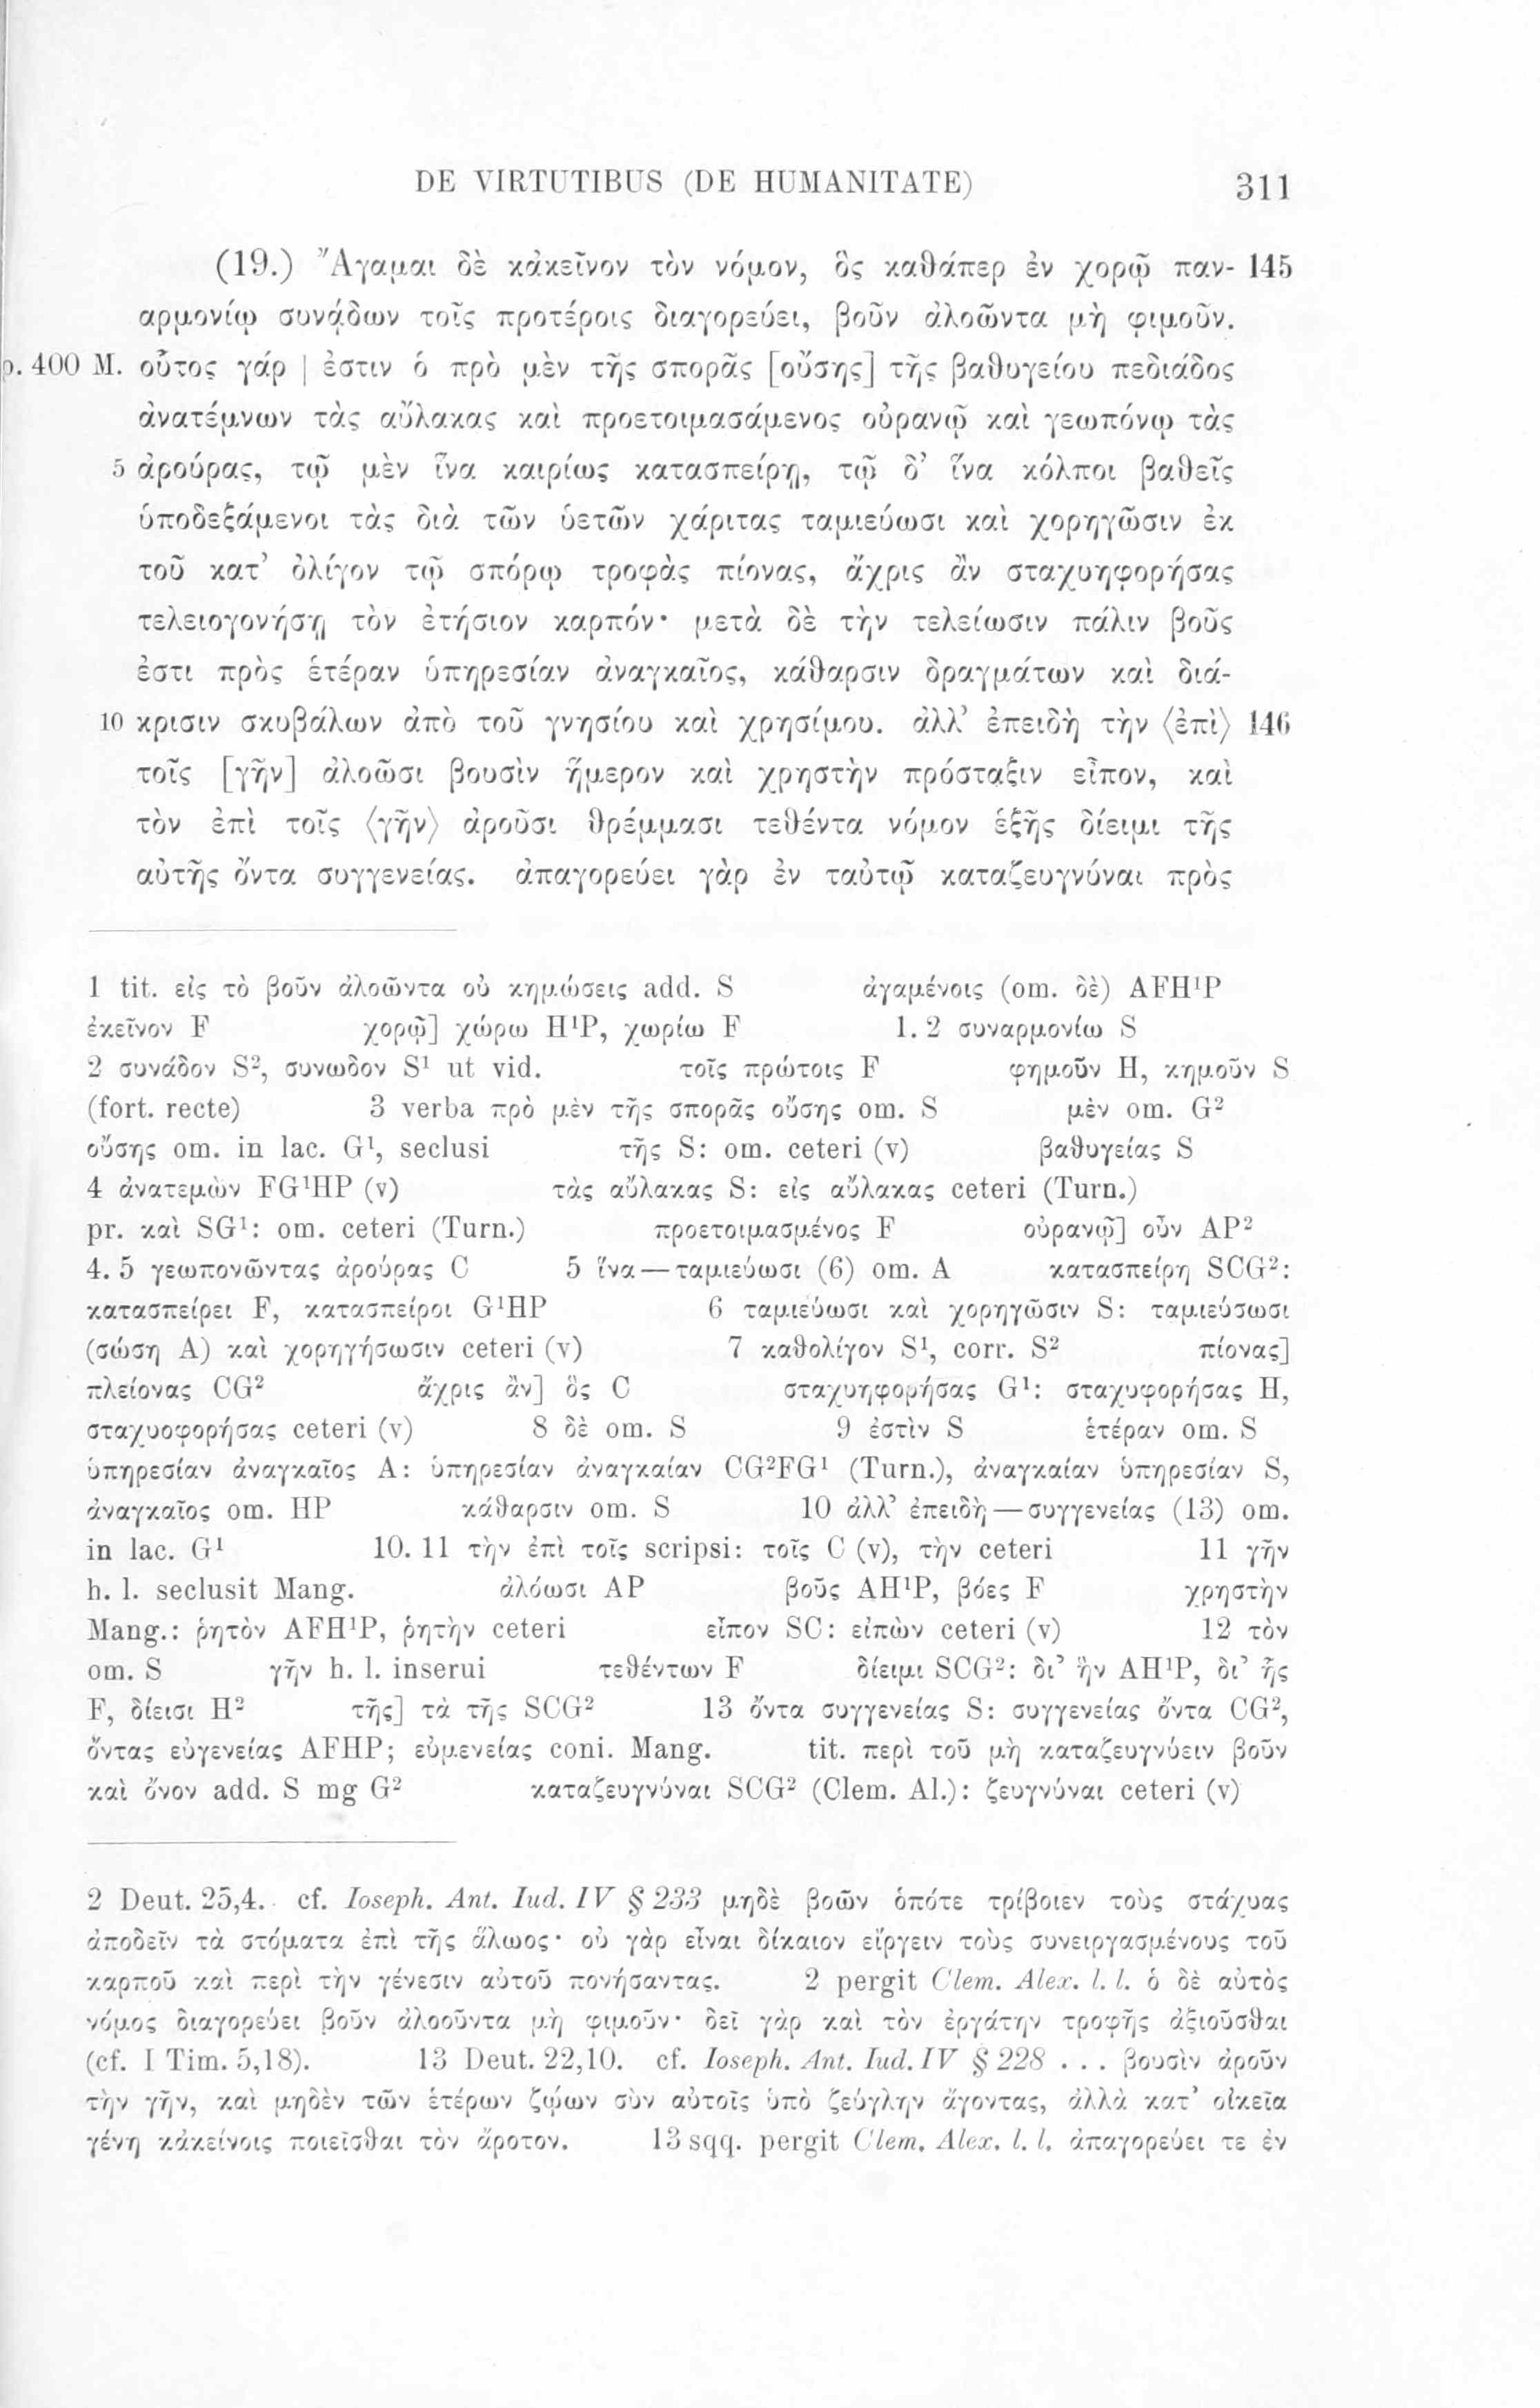 DE VIRTUTIBUS (DE HUMANITATE) 311
(19.) Ἄγαμαι δὲ κἀκεῖνον τὸν νόμον, ὃς καθάπερ ἐν χορῷ παν- 145
αρμονίῳ συνᾴδων τοῖς προτέροις διαγορεύει, βοῦν ἀλοῶντα μὴ φιμοῦν.
p. 400 M. οὗτος γάρ | ἐστιν ὁ πρὸ μὲν τῆς σπορᾶς [οὔσης] τῆς βαθυγείου πεδιάδος
ἀνατέμνων τὰς αὔλακας καὶ προετοιμασάμενος οὐρανῷ καὶ γεωπόνῳ τὰς
5 ἀρούρας, τῷ μὲν ἵνα καιρίως κατασπείρῃ, τῷ δ’ ἵνα κόλποι βαθεῖς
ὑποδεξάμενοι τὰς διὰ τῶν ὑετῶν χάριτας ταμιεύωσι καὶ χορηγῶσιν ἐκ
τοῦ κατ’ ὀλίγον τῷ σπόρῳ τροφὰς πίονας, ἄχρις ἂν σταχυηφορήσας
τελειογονήσῃ τὸν ἐτήσιον καρπόν· μετὰ δὲ τὴν τελείωσιν πάλιν βοῦς
ἐστι πρὸς ἑτέραν ὑπηρεσίαν ἀναγκαῖος, κάθαρσιν δραγμάτων καὶ διά-
10 κρισιν σκυβάλων ἀπὸ τοῦ γνησίου καὶ χρησίμου. ἀλλ’ ἐπειδὴ τὴν ⟨ἐπὶ⟩ 146
τοῖς [γῆν] ἀλοῶσι βουσὶν ἥμερον καὶ χρηστὴν πρόσταξιν εἶπον, καὶ
τὸν ἐπὶ τοῖς ⟨γῆν⟩ ἀροῦσι θρέμμασι τεθέντα νόμον ἑξῆς δίειμι τῆς
αὐτῆς ὄντα συγγενείας. ἀπαγορεύει γὰρ ἐν ταὐτῷ καταζευγνύναι πρὸς
1 tit. εἰς τὸ βοῦν ἀλοῶντα οὐ κημώσεις add. S ἀγαμένοις (om. δὲ) AFH¹P
ἐκεῖνον F χορῷ] χώρω H¹P, χωρίω F 1. 2 συναρμονίω S
2 συνάδον S², συνωδον S¹ ut vid. τοῖς πρώτοις F φημοῦν H, κημοῦν S
(fort. recte) 3 verba πρὸ μὲν τῆς σπορᾶς οὔσης om. S μὲν om. G²
οὔσης om. in lac. G¹, seclusi τῆς S: om. ceteri (v) βαθυγείας S
4 ἀνατεμὼν FG¹HP (v) τὰς αὔλακας S: εἰς αὔλακας ceteri (Turn.)
pr. καὶ SG¹: om. ceteri (Turn.) προετοιμασμένος F οὐρανῷ] οὖν AP²
4. 5 γεωπονῶντας ἀρούρας C 5 ἵνα — ταμιεύωσι (6) om. A κατασπείρη SCG²:
κατασπείρει F, κατασπείροι G¹HP 6 ταμιεύωσι καὶ χορηγῶσιν S: ταμιεύσωσι
(σώση A) καὶ χορηγήσωσιν ceteri (v) 7 καθολίγον S¹, corr. S² πίονας]
πλείονας CG² ἄχρις ἂν] ὃς C σταχυηφορήσας G¹: σταχυφορήσας H,
σταχυοφορήσας ceteri (v) 8 δὲ om. S 9 ἐστὶν S ἑτέραν om. S
ὑπηρεσίαν ἀναγκαῖος A: ὑπηρεσίαν ἀναγκαίαν CG²FG¹ (Turn.), ἀναγκαίαν ὑπηρεσίαν S,
ἀναγκαῖος om. HP κάθαρσιν om. S 10 ἀλλ’ ἐπειδὴ — συγγενείας (13) om.
in lac. G¹ 10. 11 τὴν ἐπὶ τοῖς scripsi: τοῖς C (v), τὴν ceteri 11 γῆν
h. l. seclusit Mang. ἀλόωσι AP βοῦς AH¹P, βόες F χρηστὴν
Mang.: ῥητὸν AFH¹P, ῥητὴν ceteri εἶπον SC: εἰπὼν ceteri (v) 12 τὸν
om. S γῆν h. l. inserui τεθέντων F δίειμι SCG²: δι’ ἣν AH¹P, δι’ ἧς
F, δίεισι H² τῆς] τὰ τῆς SCG² 13 ὄντα συγγενείας S: συγγενείας ὄντα CG²,
ὄντας εὐγενείας AFHP; εὐμενείας coni. Mang. tit. περὶ τοῦ μὴ καταζευγνύειν βοῦν
καὶ ὄνον add. S mg G² καταζευγνύναι SCG² (Clem. Al.): ζευγνύναι ceteri (v)
2 Deut. 25,4. cf. Ioseph. Ant. Iud. IV § 233 μηδὲ βοῶν ὁπότε τρίβοιεν τοὺς στάχυας
ἀποδεῖν τὰ στόματα ἐπὶ τῆς ἅλωος· οὐ γὰρ εἶναι δίκαιον εἴργειν τοὺς συνειργασμένους τοῦ
καρποῦ καὶ περὶ τὴν γένεσιν αὐτοῦ πονήσαντας. 2 pergit Clem. Alex. l. l. ὁ δὲ αὐτὸς
νόμος διαγορεύει βοῦν ἀλοοῦντα μὴ φιμοῦν· δεῖ γὰρ καὶ τὸν ἐργάτην τροφῆς ἀξιοῦσθαι
(cf. I Tim. 5,18). 13 Deut. 22,10. cf. Ioseph. Ant. Iud. IV § 228 . . . βουσὶν ἀροῦν
τὴν γῆν, καὶ μηδὲν τῶν ἑτέρων ζῴων σὺν αὐτοῖς ὑπὸ ζεύγλην ἄγοντας, ἀλλὰ κατ’ οἰκεῖα
γένη κἀκείνοις ποιεῖσθαι τὸν ἄροτον. 13 sqq. pergit Clem. Alex. l. l. ἀπαγορεύει τε ἐν